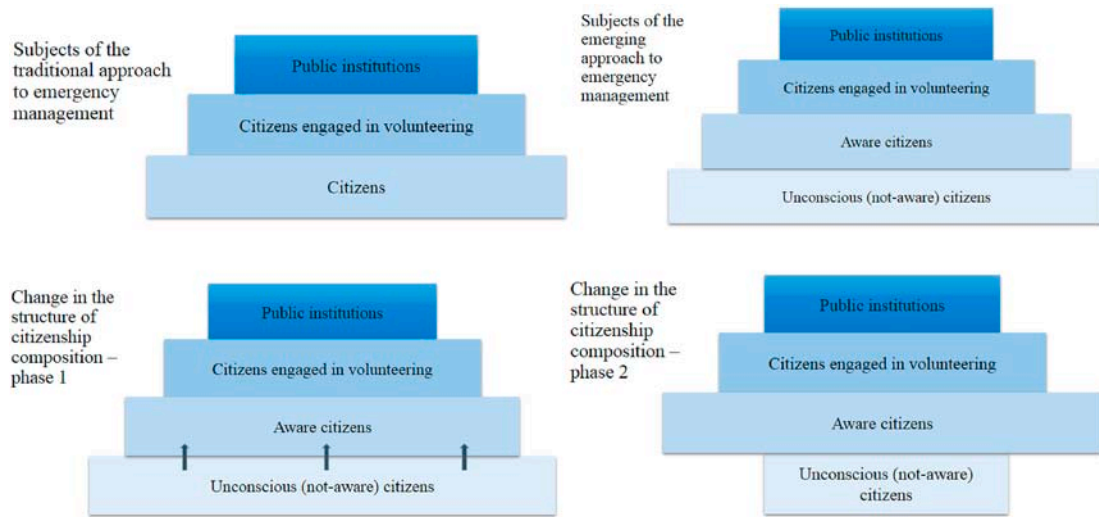 Subjects of the
traditional approach
to emergency
management
Public institutions
Citizens engaged in volunteering
Citizens
Subjects of the
emerging
approach to
emergency
management
Public institutions
Citizens engaged in volunteering
Aware citizens
Unconscious (not-aware) citizens
Change in the
structure of
citizenship
composition –
phase 1
Public institutions
Citizens engaged in volunteering
Aware citizens
Unconscious (not-aware) citizens
Change in the
structure of
citizenship
composition –
phase 2
Public institutions
Citizens engaged in volunteering
Aware citizens
Unconscious (not-aware)
citizens